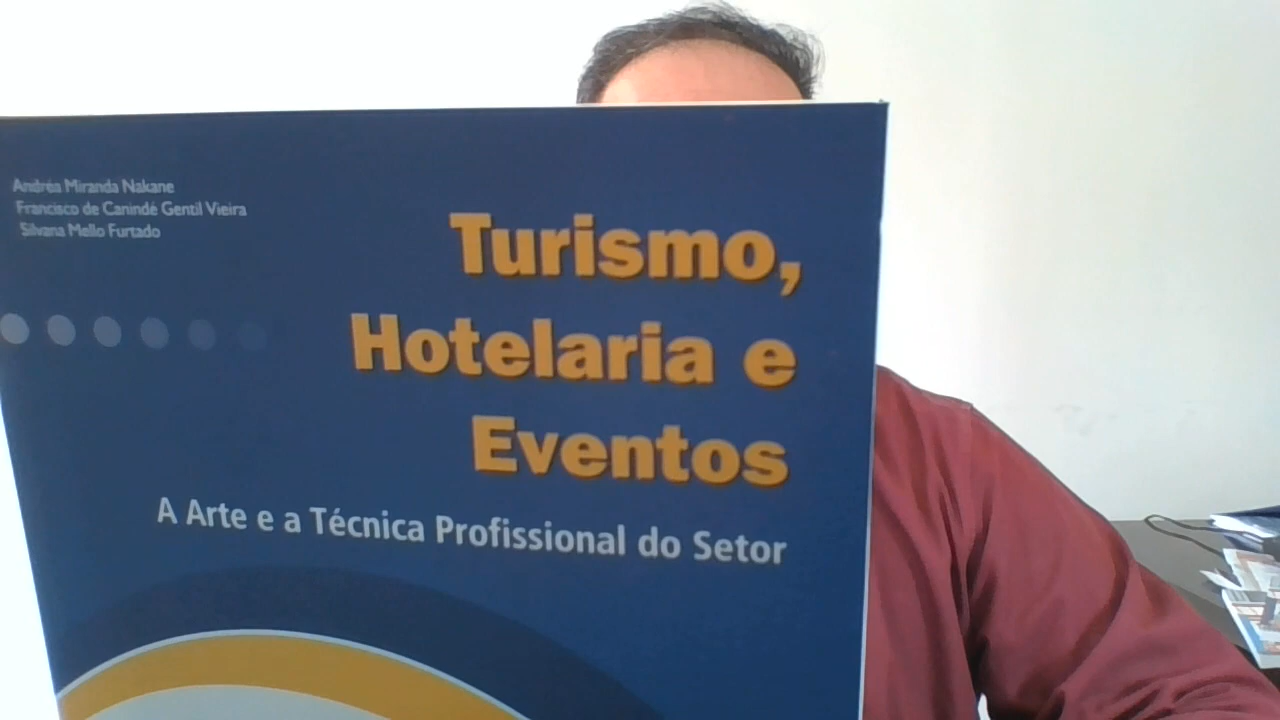 Andréa Miranda Nakane
Francisco de Canindé Gentil Vieira
Silvana Mello Furtado
Turismo,
Hotelaria e
Eventos
A Arte e a Técnica Profissional do Setor